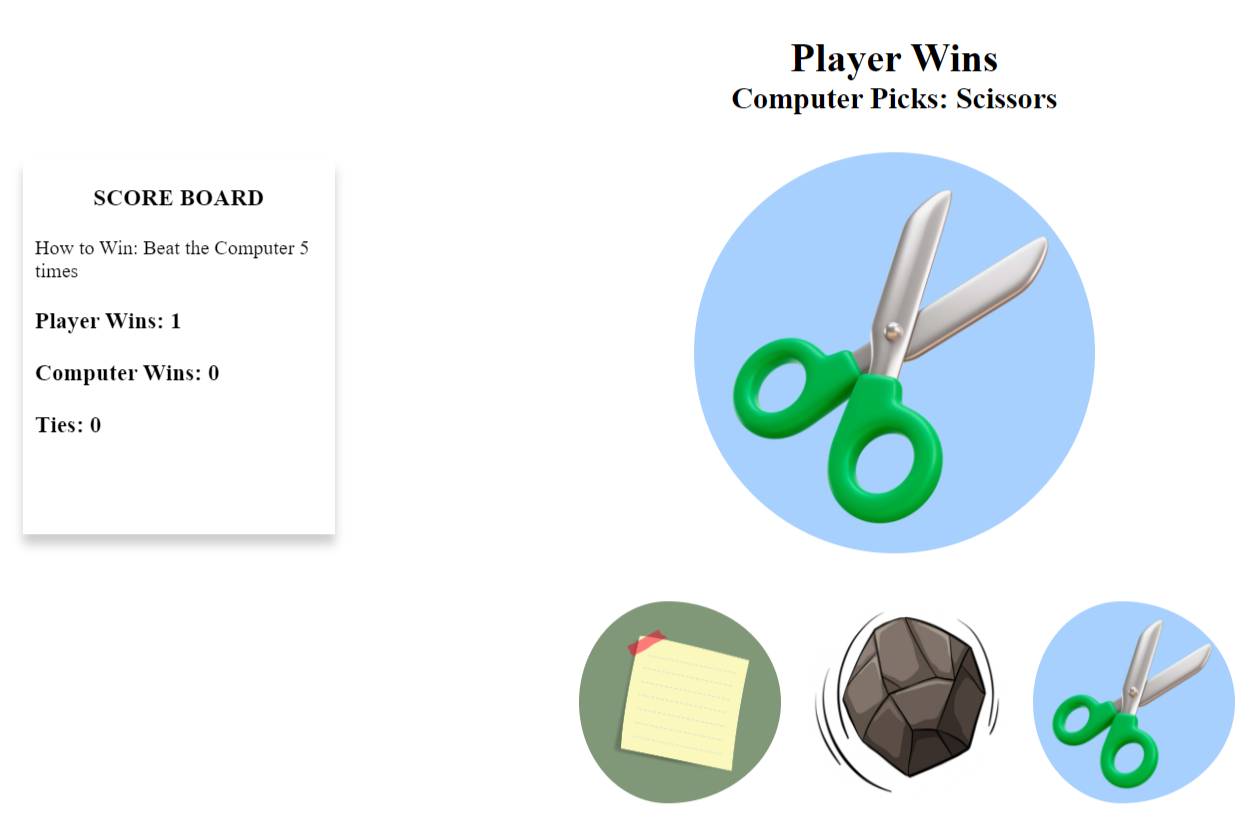 Player Wins
Computer Picks: Scissors
SCORE BOARD
How to Win: Beat the Computer 5
times
Player Wins: 1
Computer Wins: 0
Ties: 0